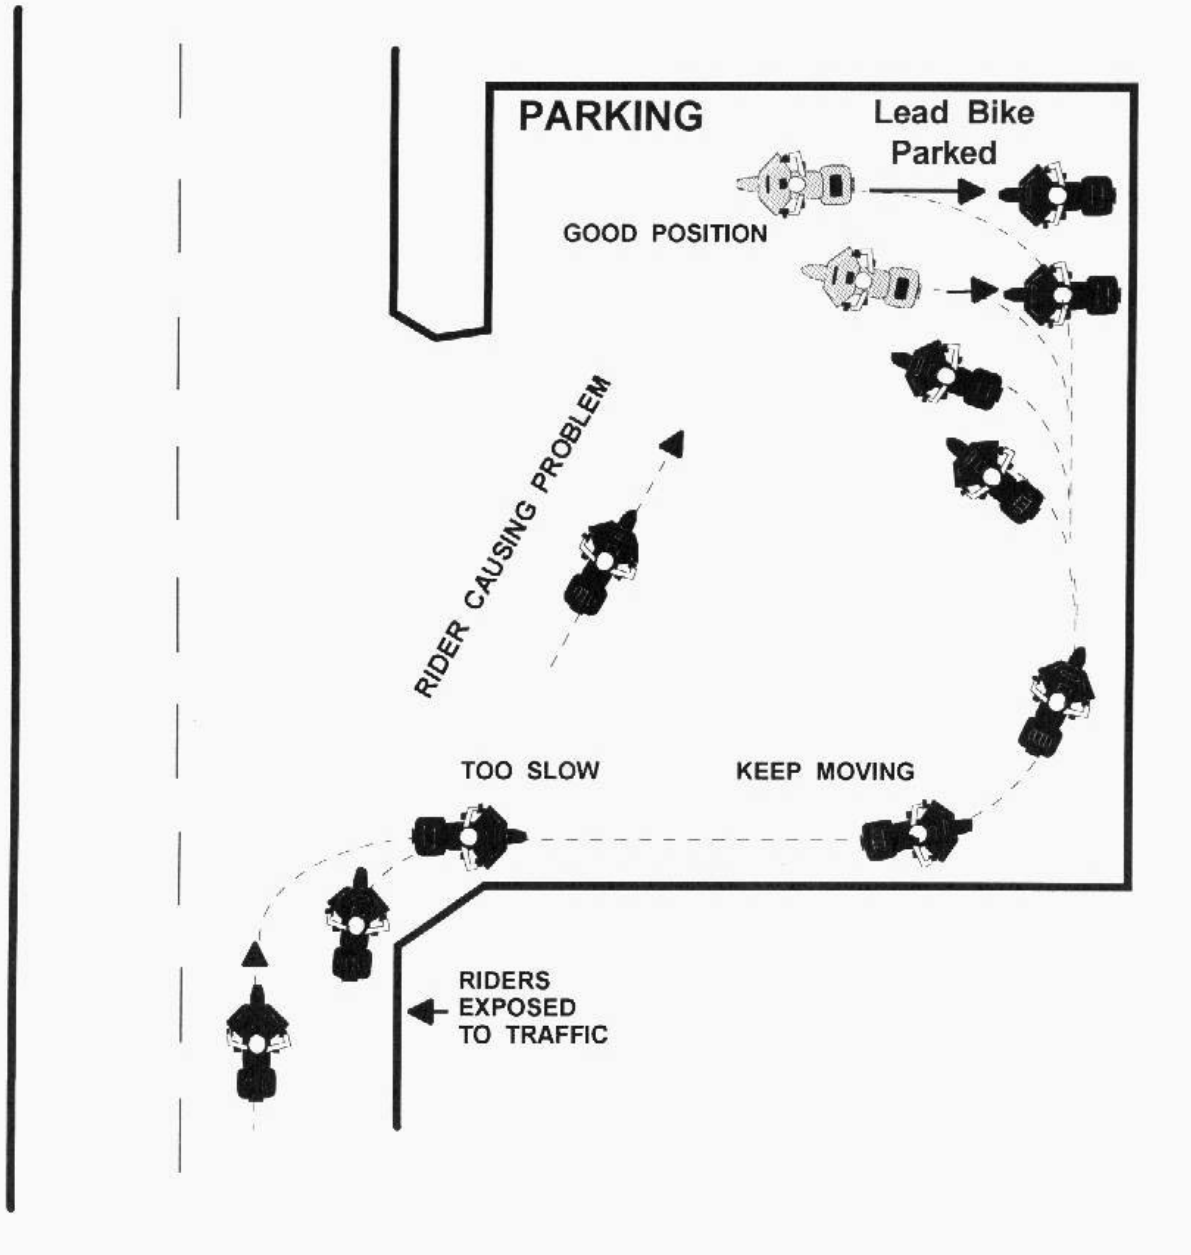 PARKING
Lead Bike
Parked
GOOD POSITION
RIDER CAUSING PROBLEM
TOO SLOW
KEEP MOVING
RIDERS
EXPOSED
TO TRAFFIC